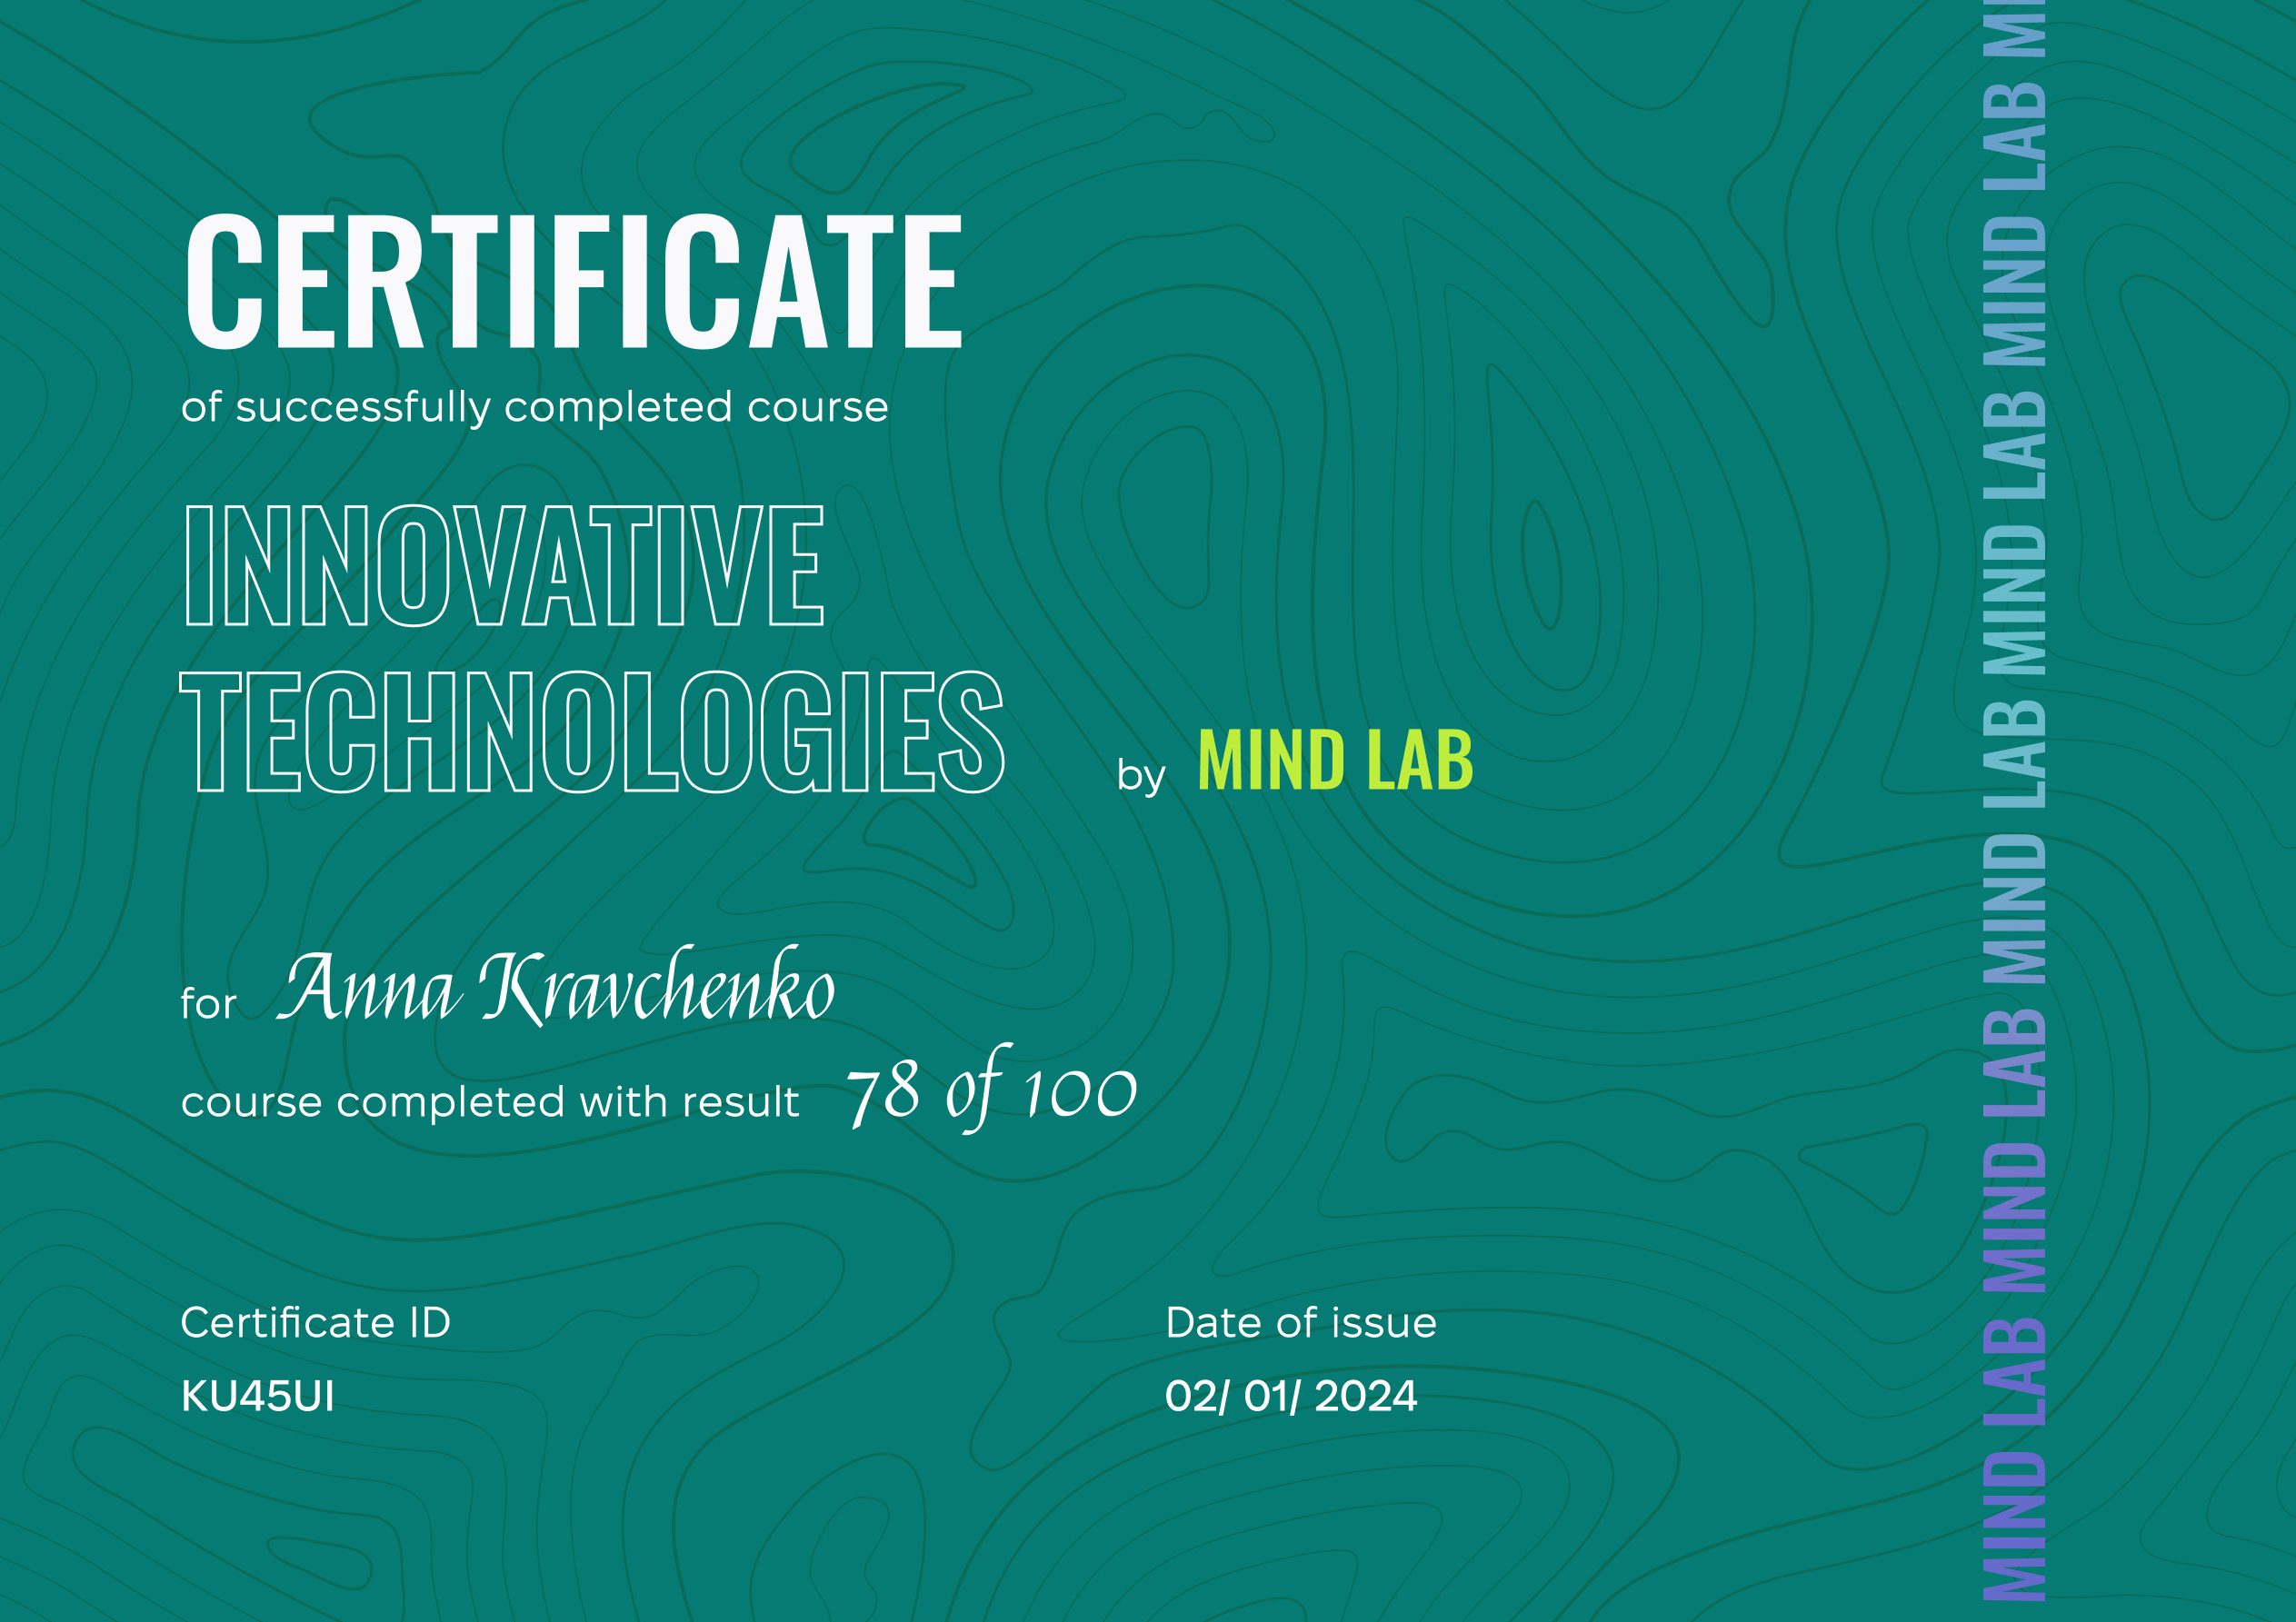 CERTIFICATE
of successfully completed course
INNOVATIVE
TECHNOLOGIES
by MIND LAB
for Anna Kravchenko
course completed with result 78 of 100
Certificate ID
KU45UI
Date of issue
02/ 01/ 2024
MIND LAB MIND LAB MIND LAB MIND LAB MIND LAB MI